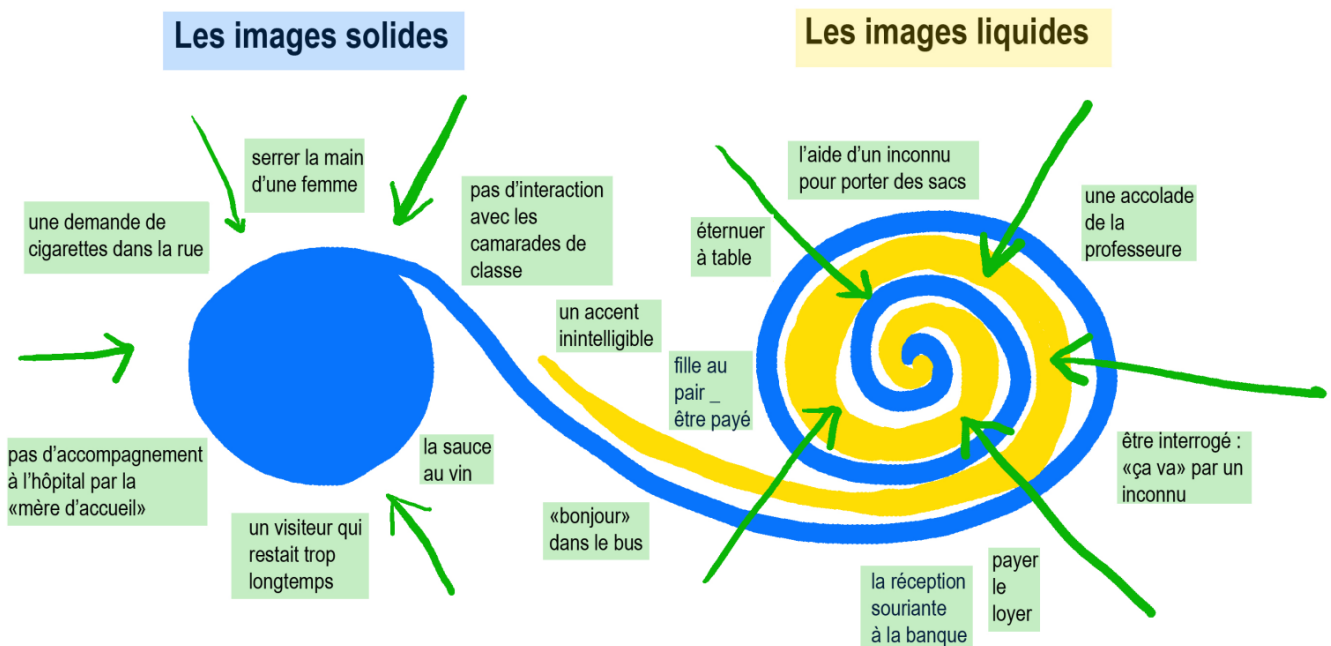 Les images solides
Les images liquides
serrer la main
d’une femme
une demande de
cigarettes dans la rue
pas d’interaction
avec les
camarades de
classe
pas d’accompagnement
à l’hôpital par la
«mère d’accueil»
la sauce
au vin
un visiteur qui
restait trop
longtemps
l’aide d’un inconnu
pour porter des sacs
éternuer
à table
une accolade
de la
professeure
un accent
inintelligible
fille au
pair _
être payé
«bonjour»
dans le bus
être interrogé :
«ça va» par un
inconnu
la réception
souriante
à la banque
payer
le
loyer